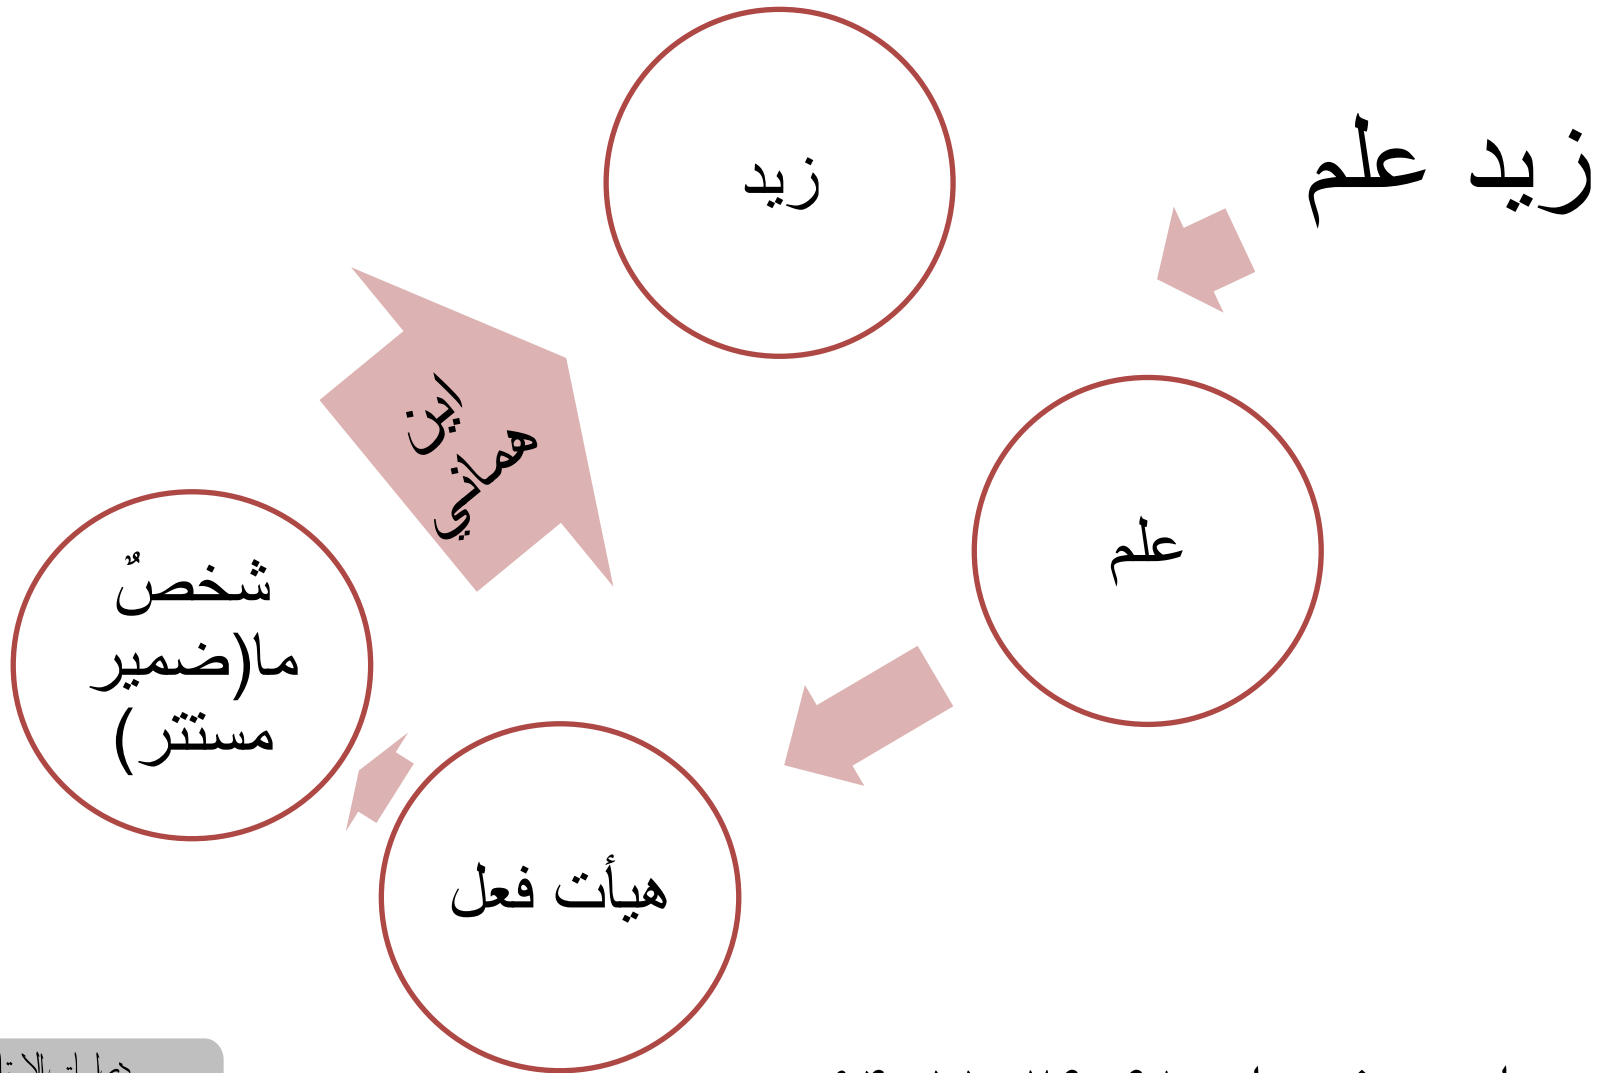 زيد علم
زيد
علم
هيأت فعل
شخصٌ
ما(ضمير
مستتر)
اين
هماني